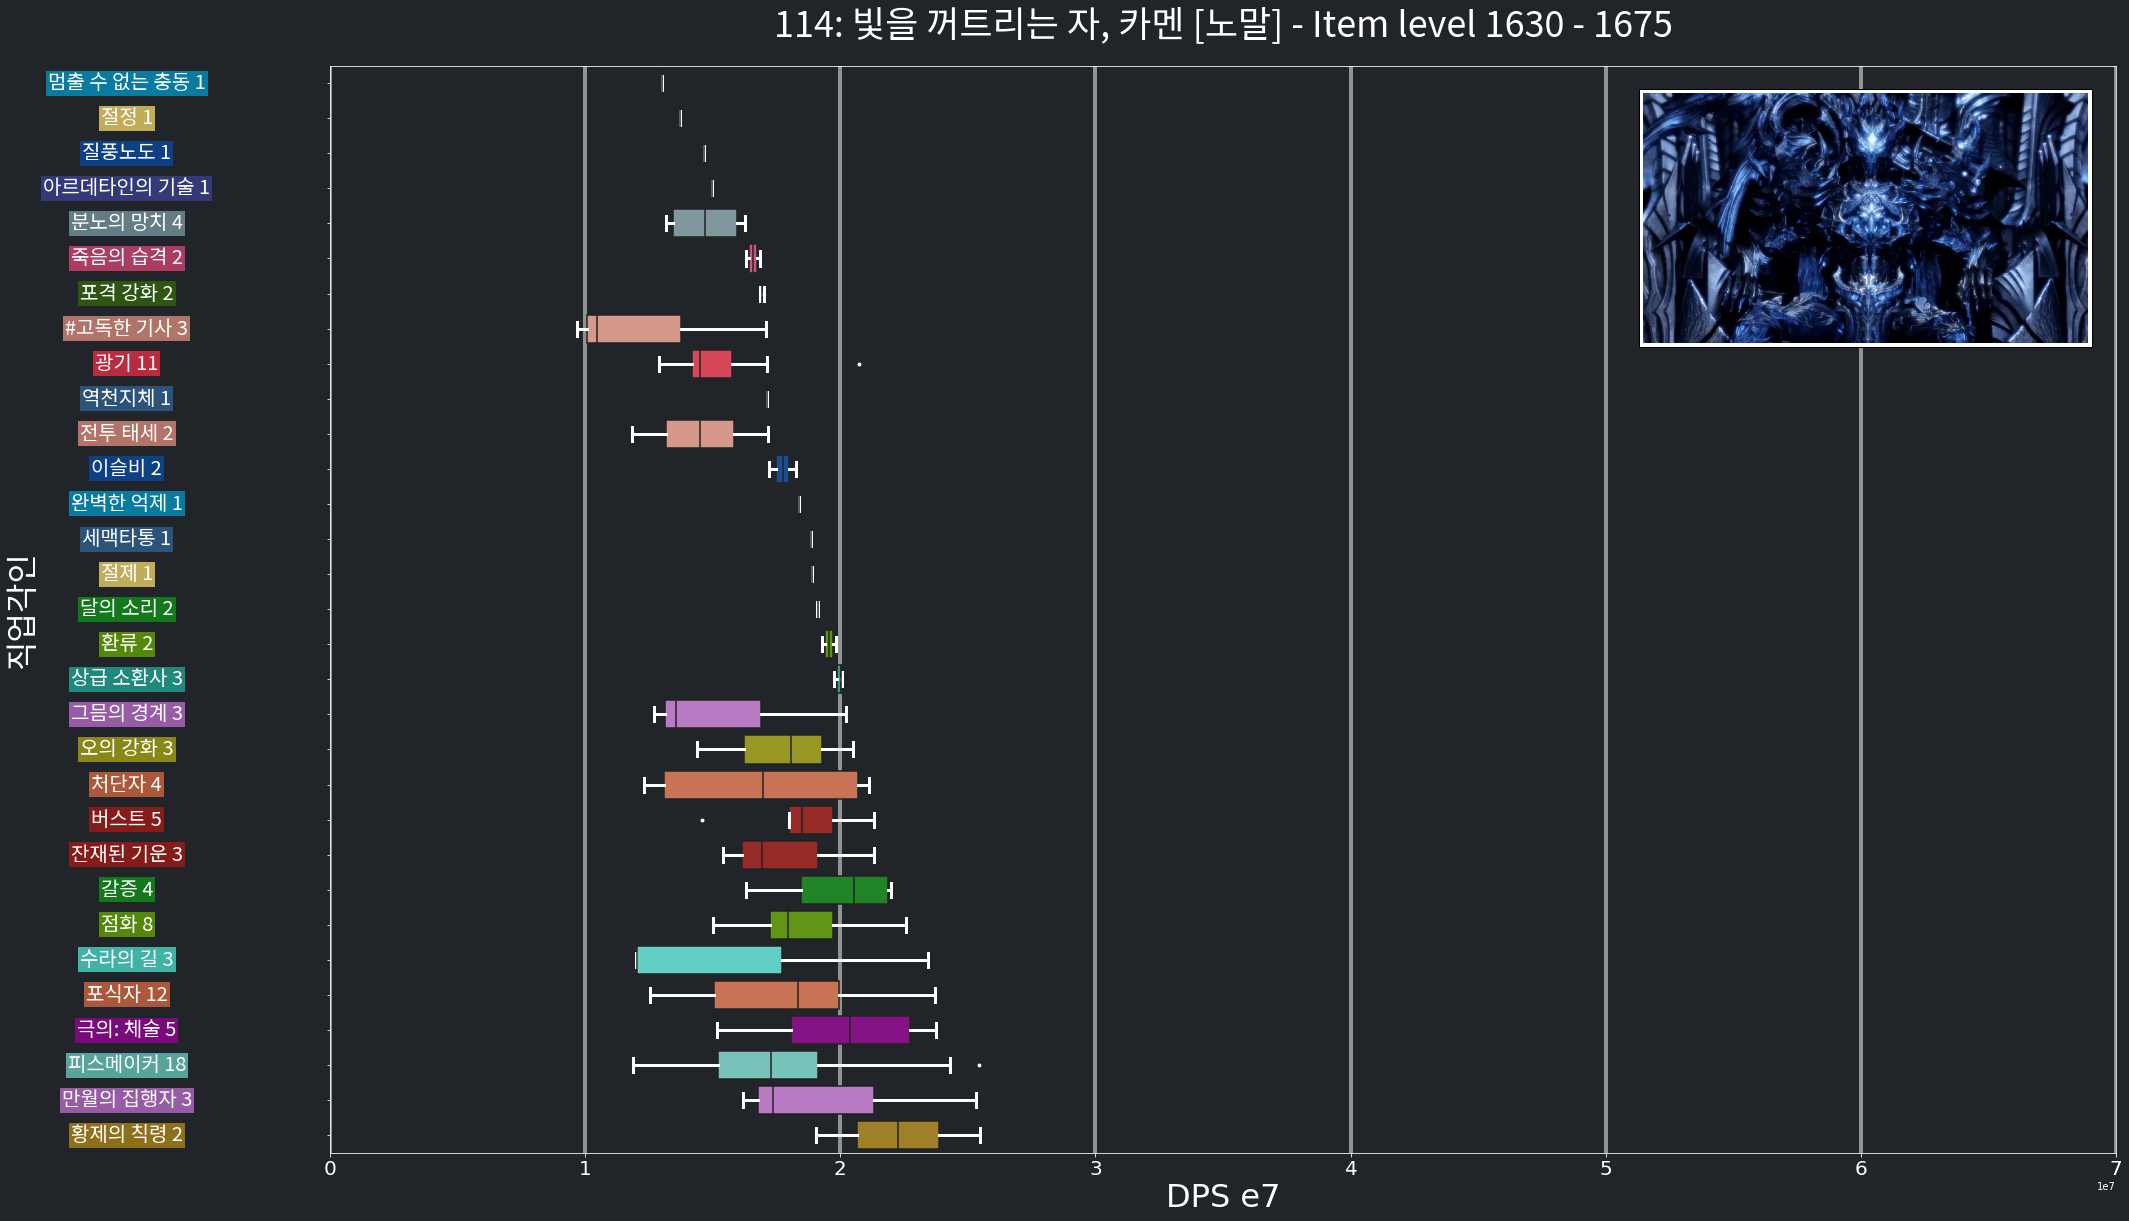 114: 빛을 꺼트리는 자, 카멘 [노말] - Item level 1630 - 1675
멈출 수 없는 충동 1
절정 1
질풍노도 1
아르데타인의 기술 1
분노의 망치 4
죽음의 습격 2
포격 강화 2
#고독한 기사 3
광기 11
역천지체 1
전투 태세 2
이슬비 2
완벽한 억제 1
세맥타통 1
절제 1
달의 소리 2
환류 2
상급 소환사 3
그믐의 경계 3
오의 강화 3
처단자 4
버스트 5
잔재된 기운 3
갈증 4
점화 8
수라의 길 3
포식자 12
극의: 체술 5
피스메이커 18
만월의 집행자 3
황제의 칙령 2
직업각인
0 1 2 3 4 5 6 7
1e7
DPS e7